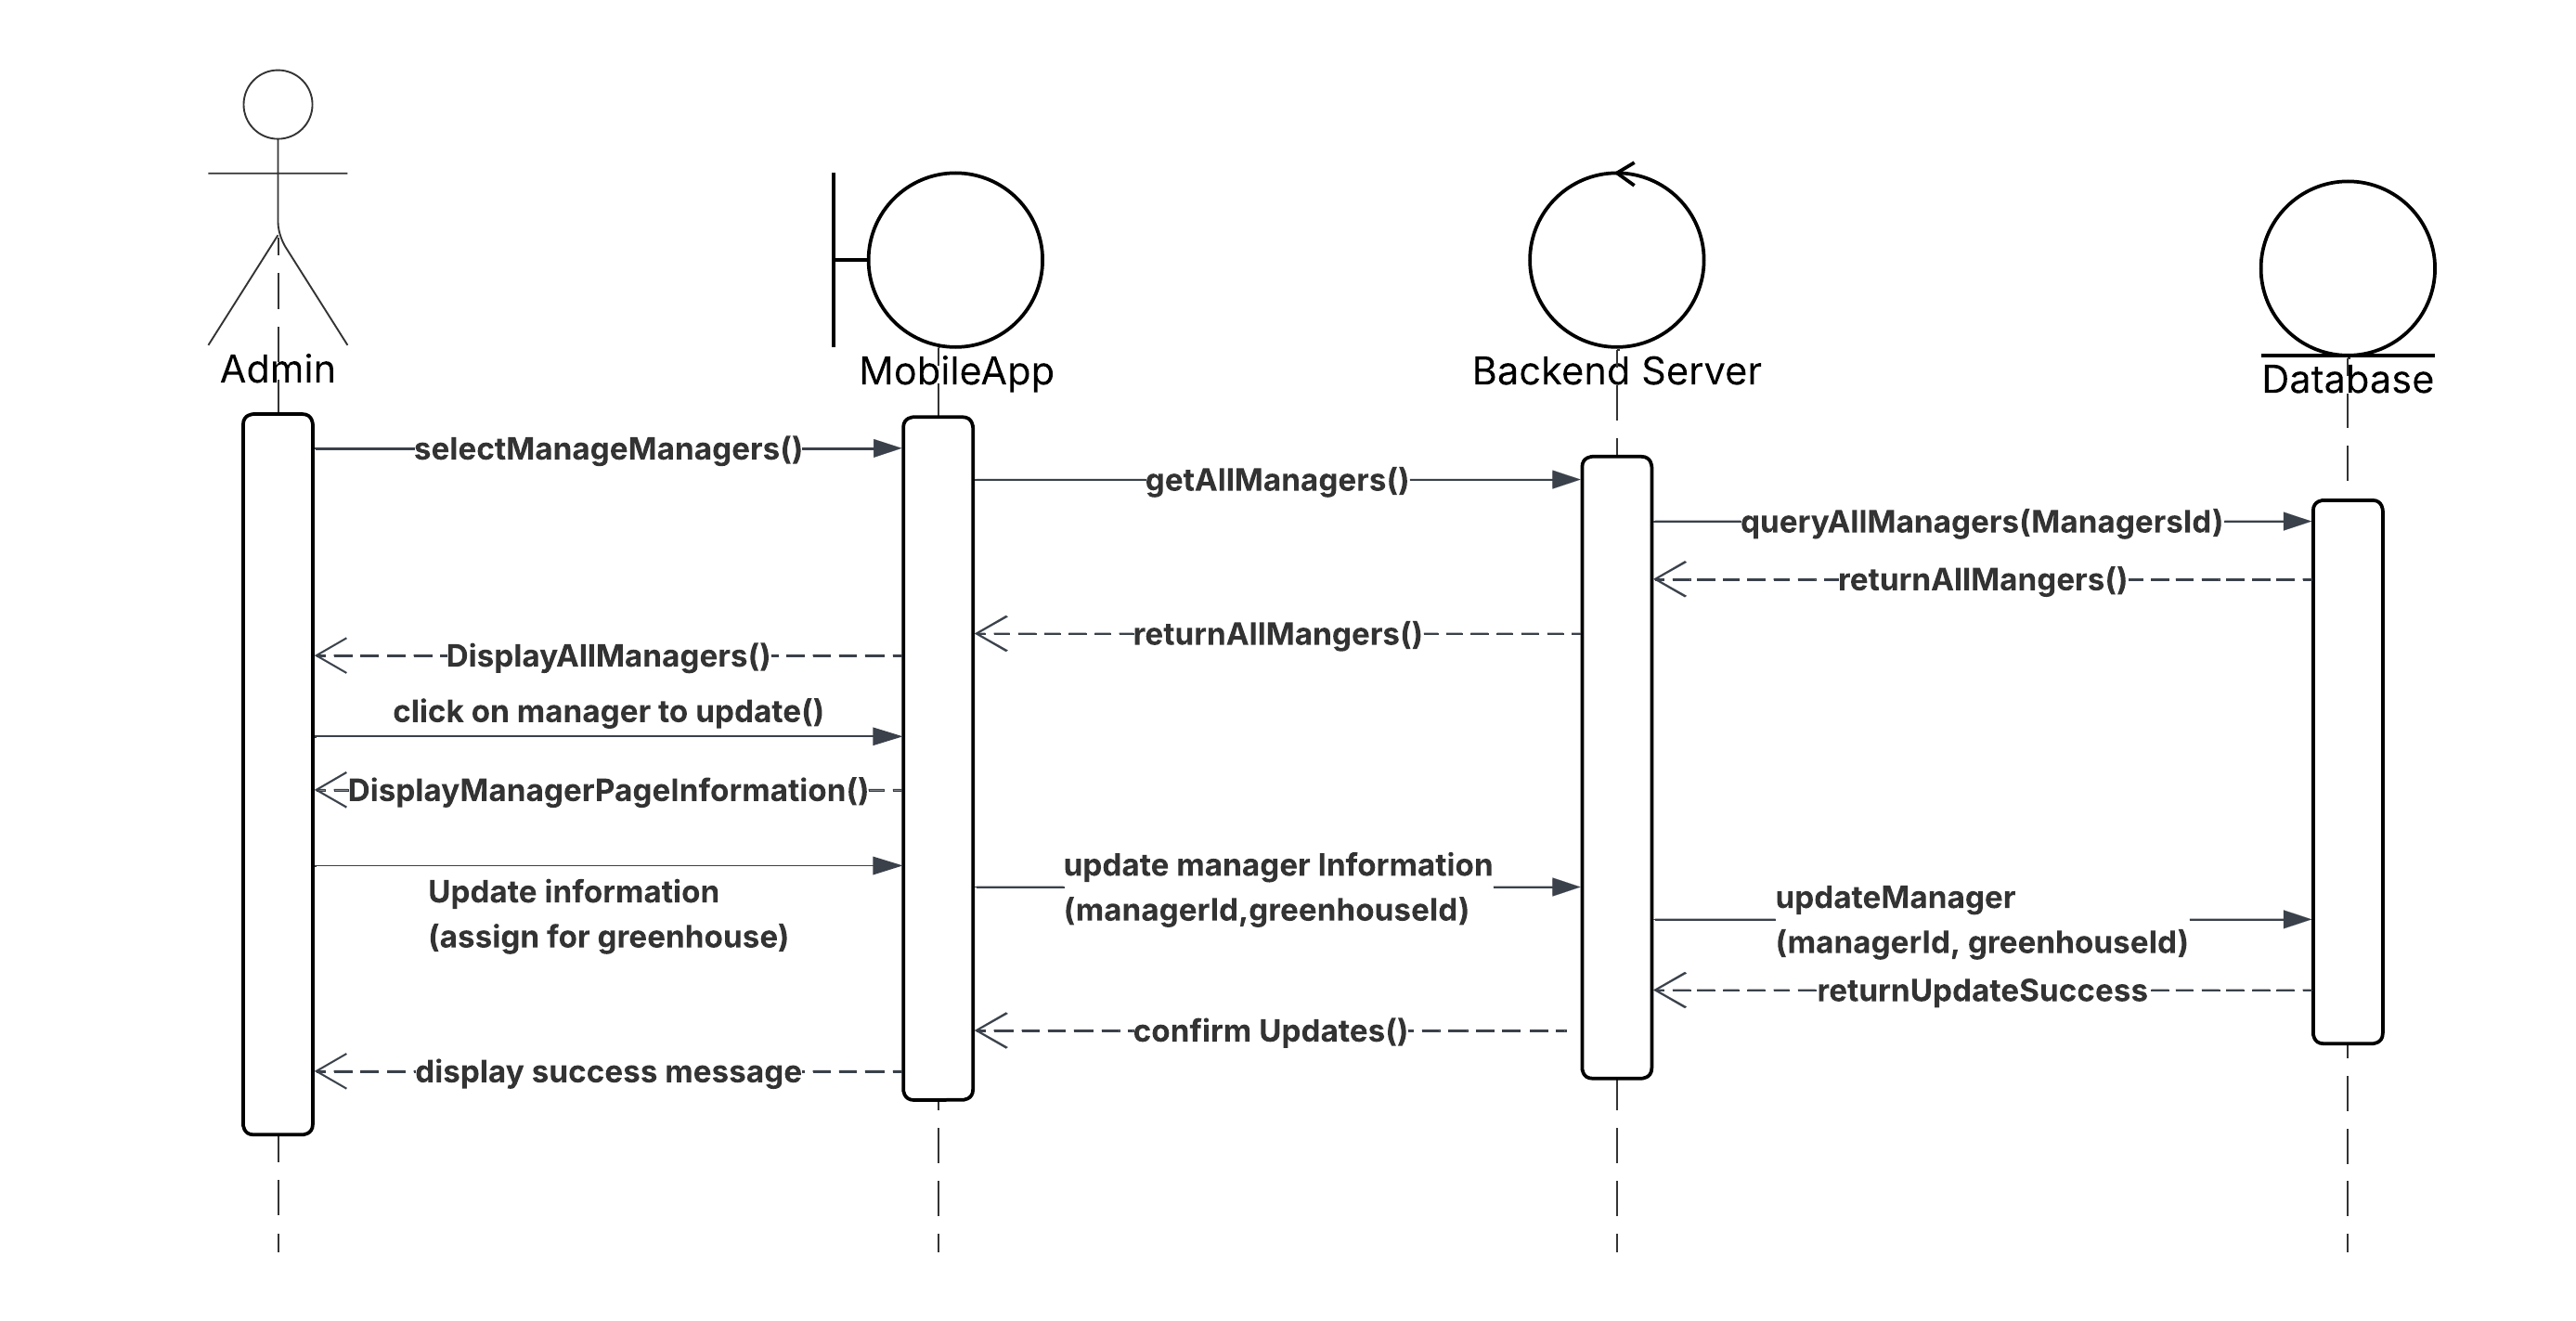 Admin
MobileApp
Backend Server
Database
selectManageManagers()
getAllManagers()
queryAllManagers(ManagersId)
returnAllMangers()
returnAllMangers()
DisplayAllManagers()
click on manager to update()
DisplayManagerPageInformation()
Update information
(assign for greenhouse)
update manager Information
(managerId,greenhouseId)
updateManager
(managerId, greenhouseId)
returnUpdateSuccess
confirm Updates()
display success message